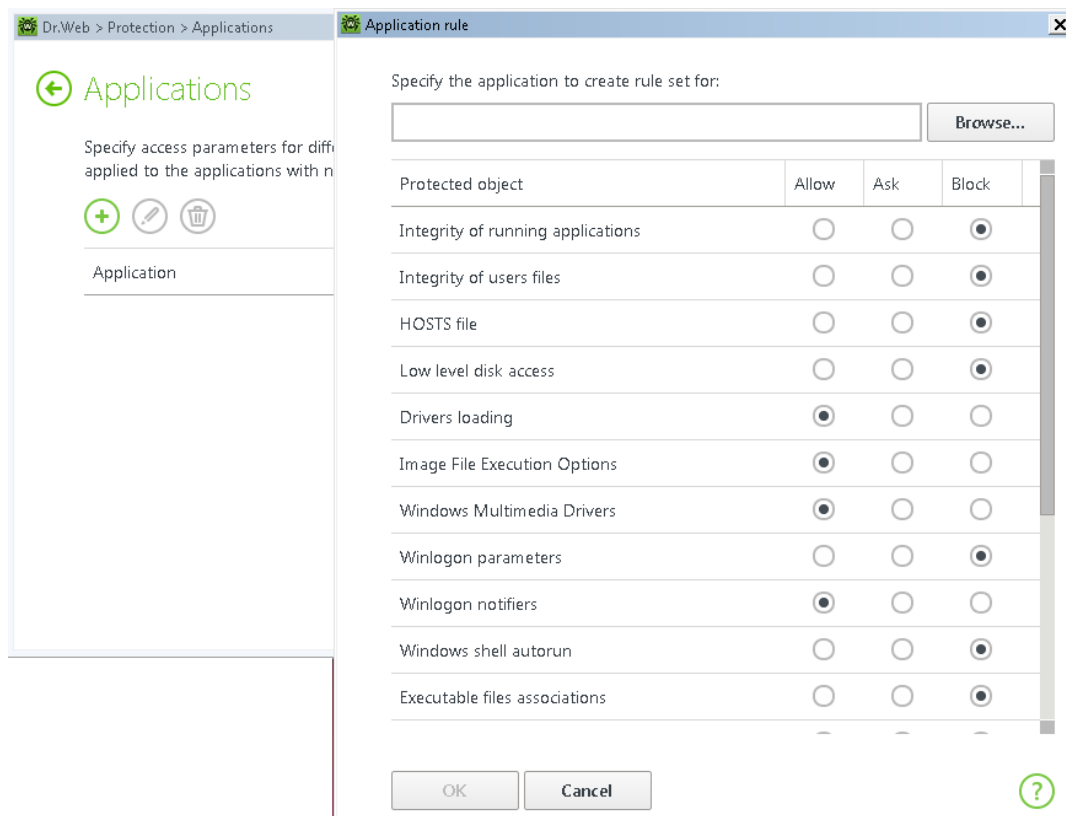 Dr.Web > Protection > Applications
Applications
Specify access parameters for diffe
applied to the applications with n
Application
Application rule
Specify the application to create rule set for:
Browse...
Protected object Allow Ask Block
Integrity of running applications
Integrity of users files
HOSTS file
Low level disk access
Drivers loading
Image File Execution Options
Windows Multimedia Drivers
Winlogon parameters
Winlogon notifiers
Windows shell autorun
Executable files associations
OK Cancel ?